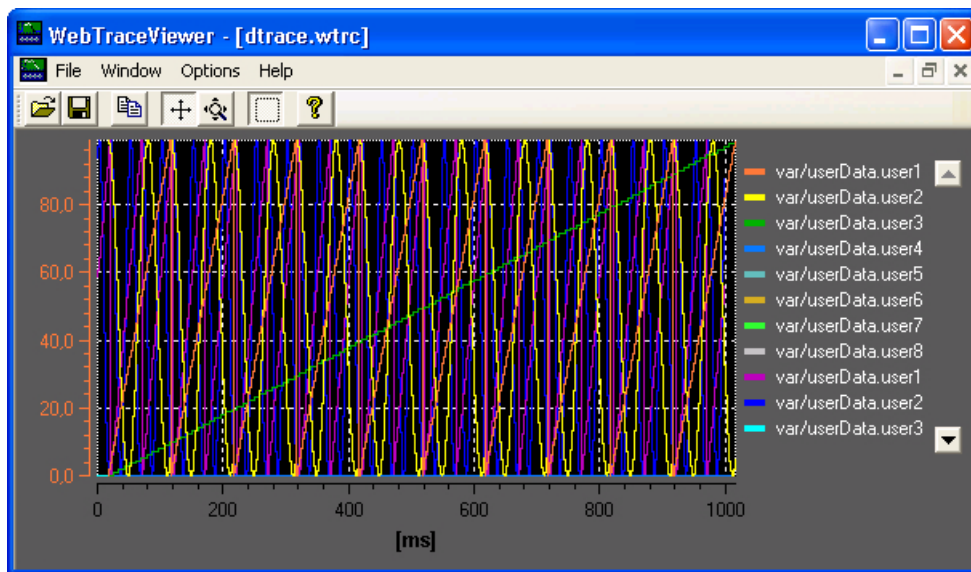 WebTraceViewer - [dtrace.wtrc]
File Window Options Help
80,0
60,0
40,0
20,0
0,0
0 200 400 600 800 1000
[ms]
var/userData.user1
var/userData.user2
var/userData.user3
var/userData.user4
var/userData.user5
var/userData.user6
var/userData.user7
var/userData.user8
var/userData.user1
var/userData.user2
var/userData.user3